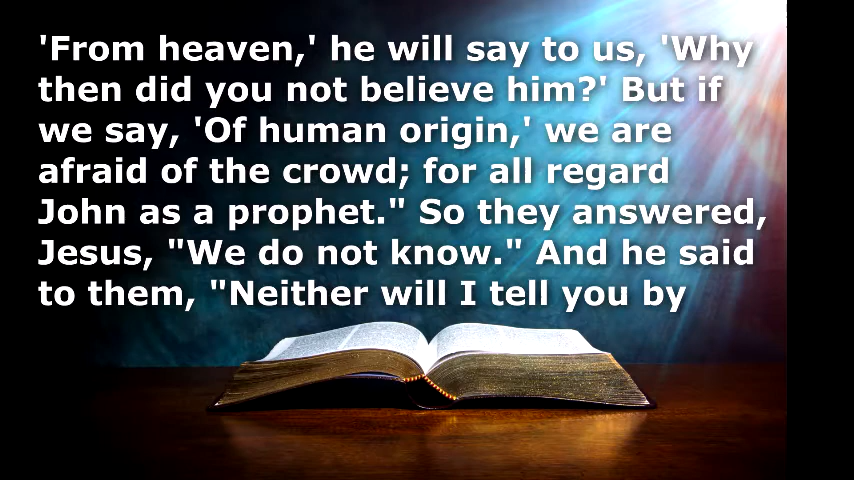 'From heaven,' he will say to us, 'Why
then did you not believe him?' But if
we say, 'Of human origin,' we are
afraid of the crowd; for all regard
John as a prophet." So they answered,
Jesus, "We do not know." And he said
to them, "Neither will I tell you by